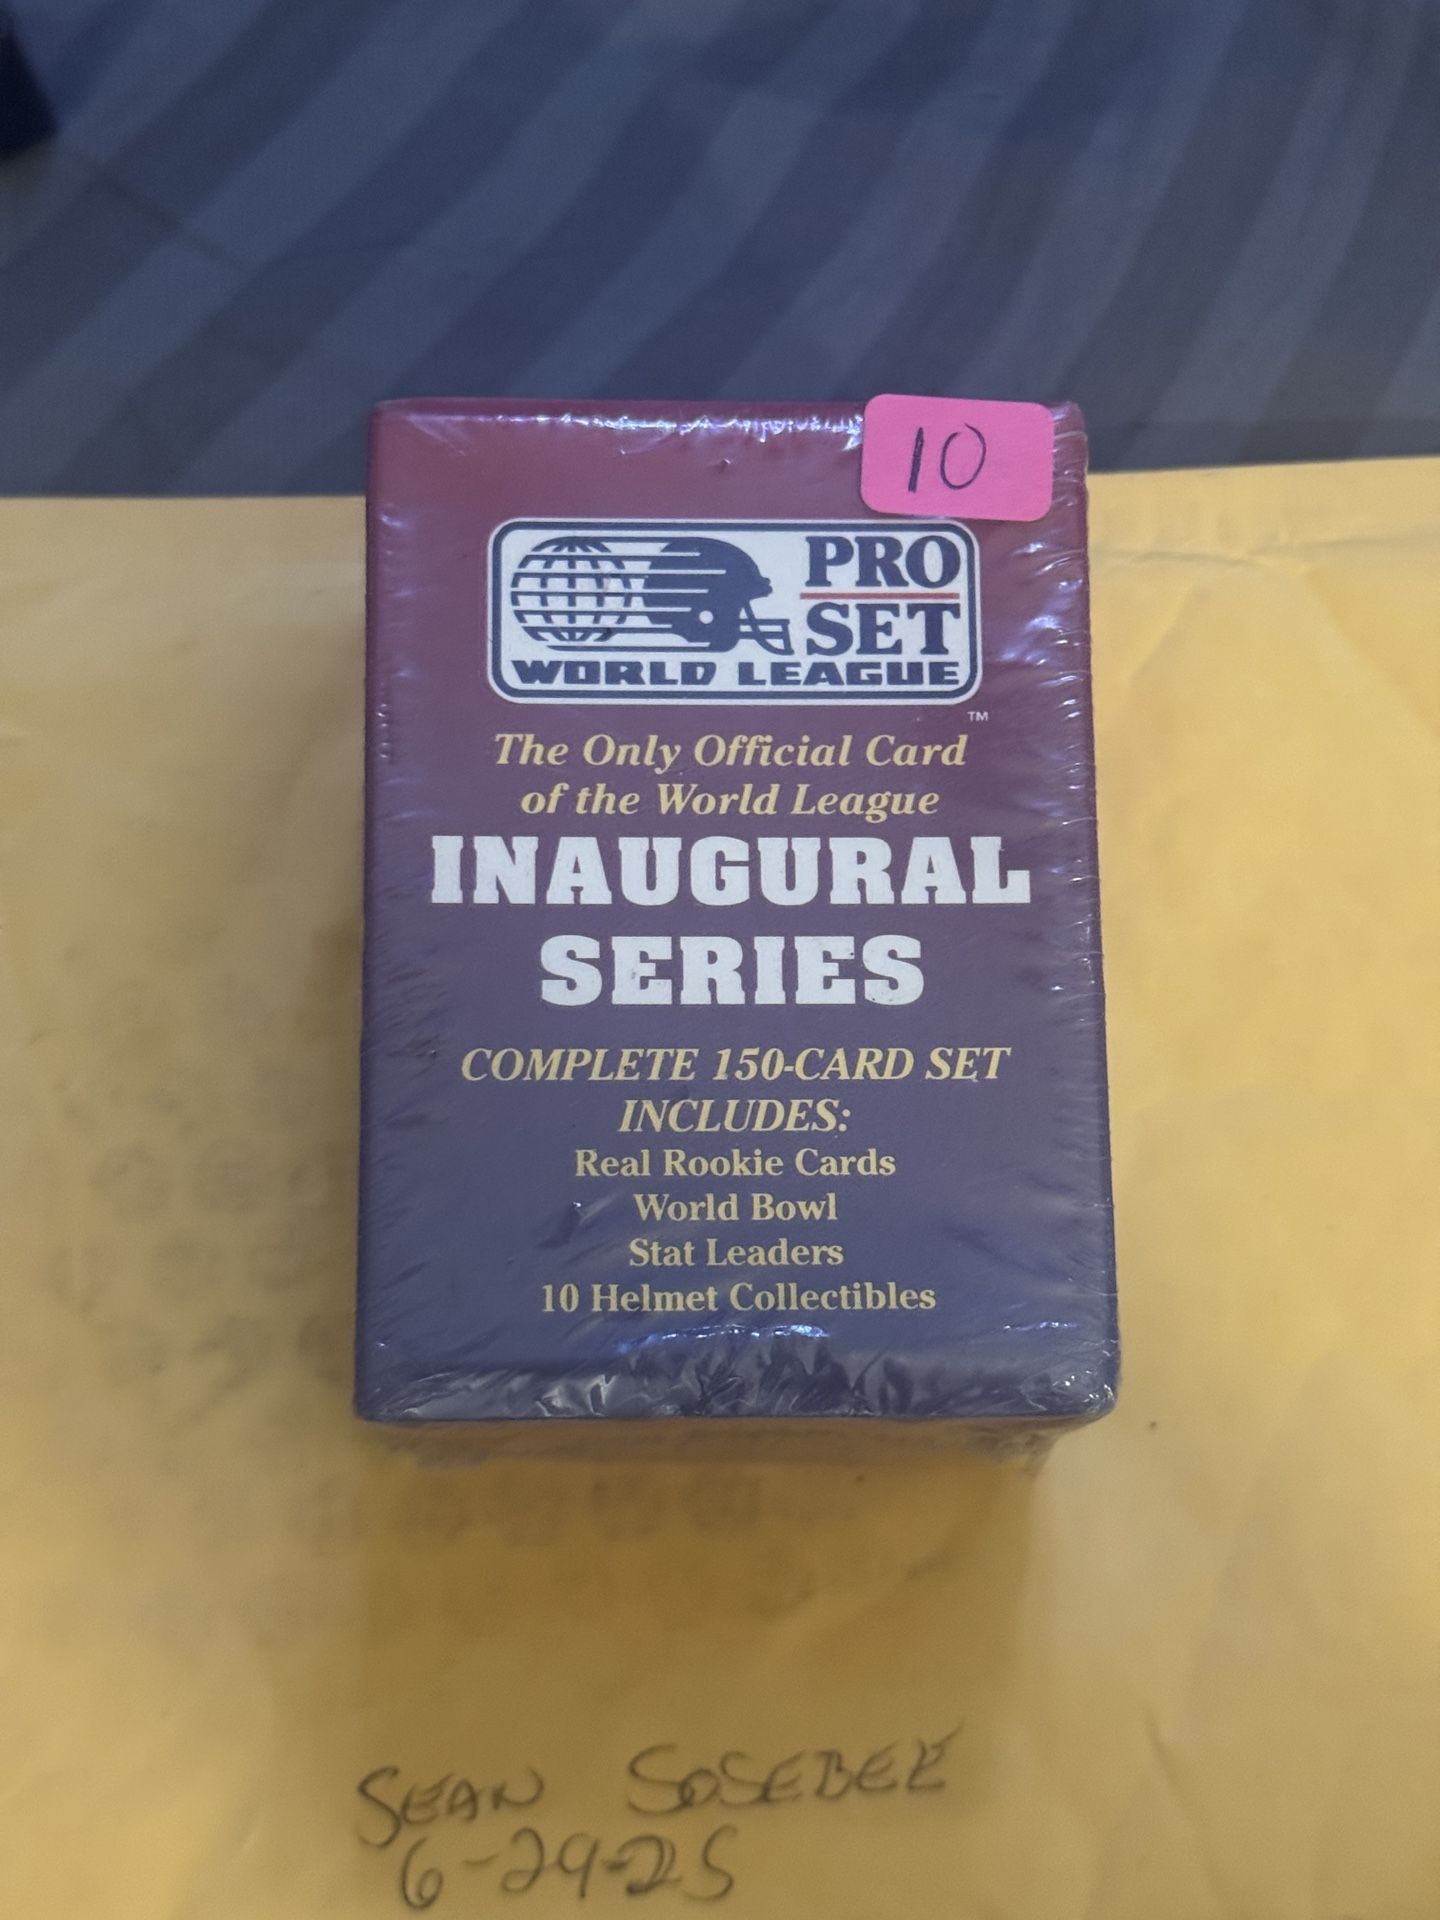 10
PRO
SET
WORLD LEAGUE
TM
The Only Official Card
of the World League
INAUGURAL
SERIES
COMPLETE 150-CARD SET
INCLUDES:
Real Rookie Cards
World Bowl
Stat Leaders
10 Helmet Collectibles
SEAN SOSEBEE
6-29-25